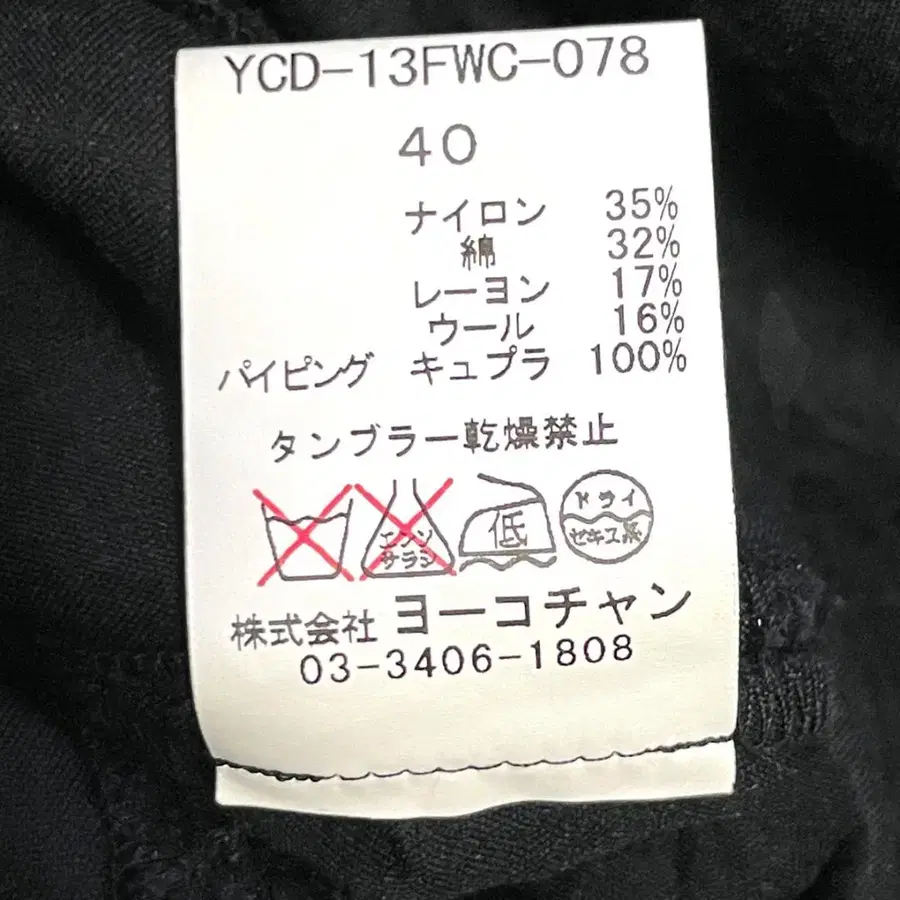 YCD-13FWC-078
40
ナイロン 35%
綿 32%
レーヨン 17%
ウール 16%
パイピング キュプラ 100%
タンブラー乾燥禁止
エンソ
サラシ
低
ドライ
セキユ系
株式会社 ヨーコチャン
03-3406-1808